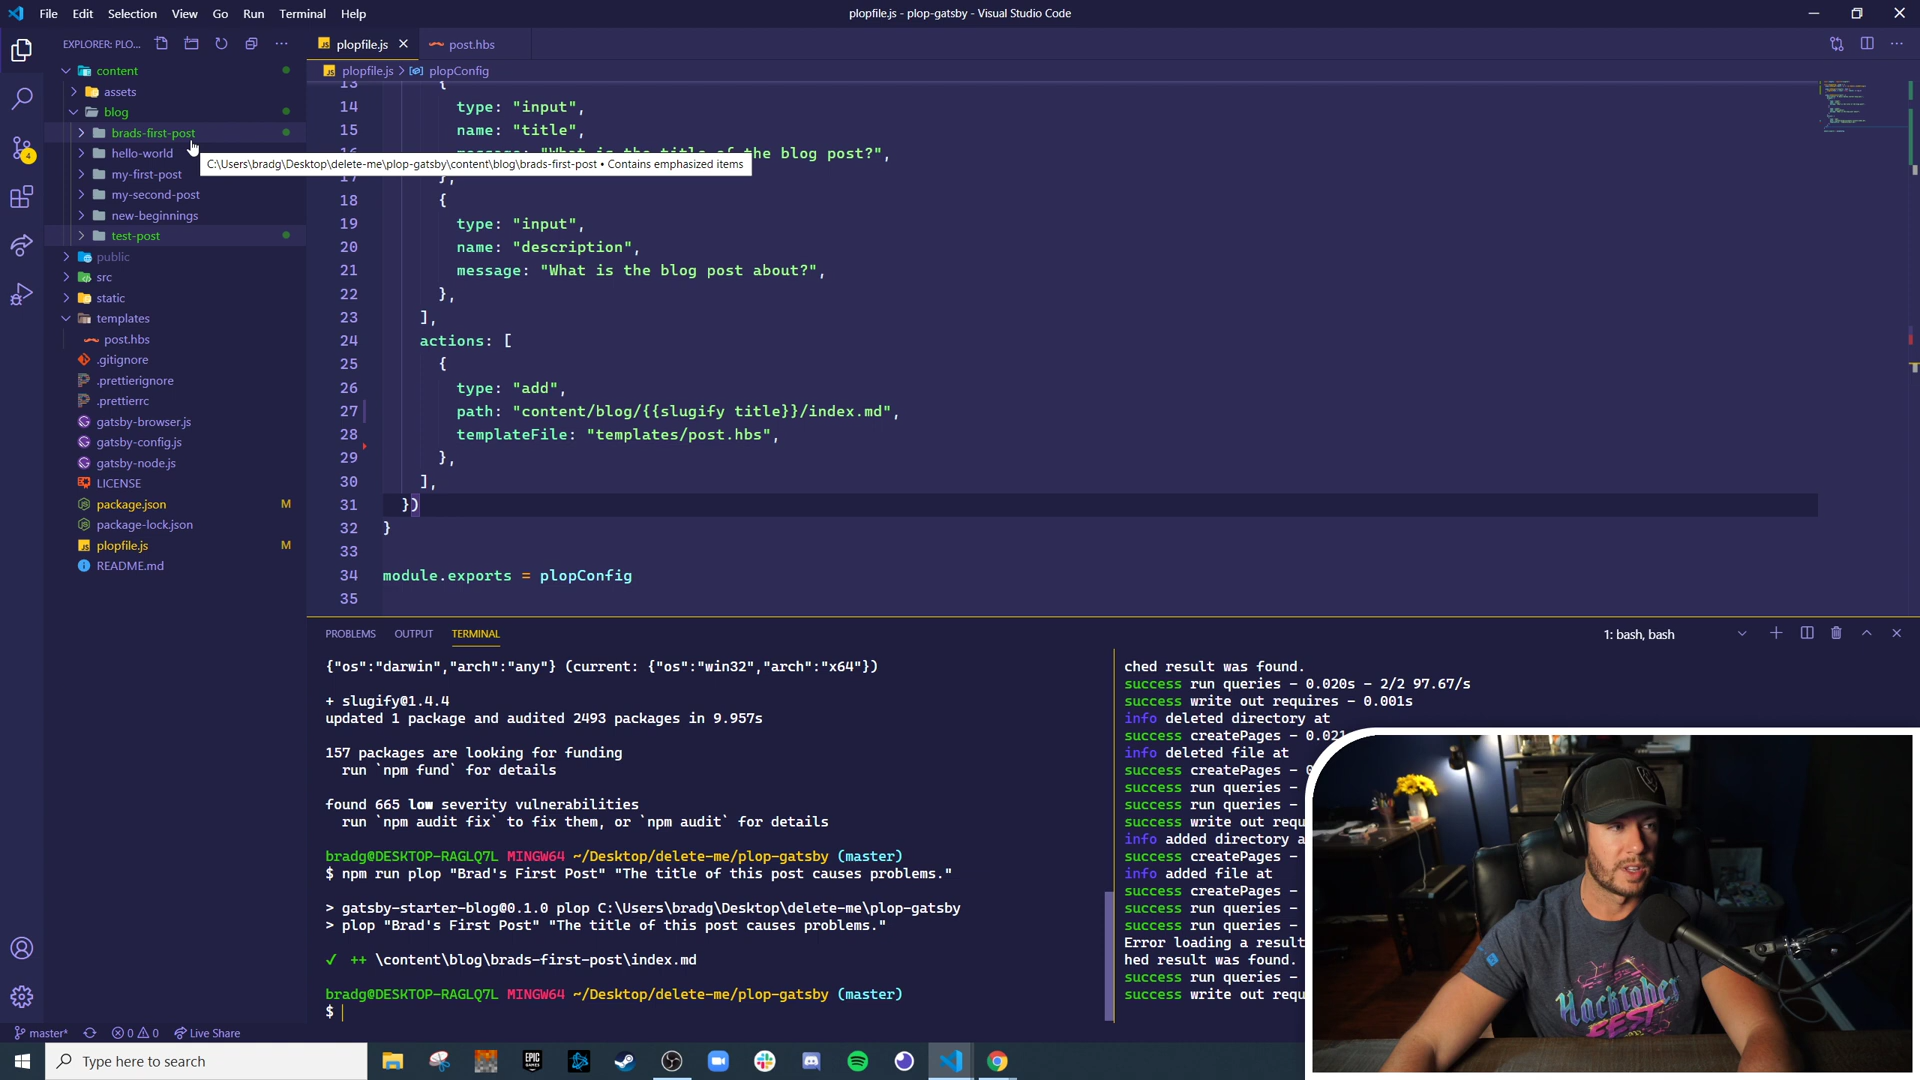 File Edit Selection View Go Run Terminal Help
plopfile.js - plop-gatsby - Visual Studio Code
EXPLORER: PLO...
content
assets
blog
brads-first-post
hello-world
my-first-post
my-second-post
new-beginnings
test-post
public
src
static
templates
post.hbs
.gitignore
.prettierignore
.prettierrc
gatsby-browser.js
gatsby-config.js
gatsby-node.js
LICENSE
package.json M
package-lock.json
plopfile.js M
README.md
C:\Users\bradg\Desktop\delete-me\plop-gatsby\content\blog\brads-first-post • Contains emphasized items
plopfile.js
post.hbs
plopfile.js > plopConfig
13 {
14 type: "input",
15 name: "title",
he blog post?",
},
18 {
19 type: "input",
20 name: "description",
21 message: "What is the blog post about?",
22 },
23 ],
24 actions: [
25 {
26 type: "add",
27 path: "content/blog/{{slugify title}}/index.md",
28 templateFile: "templates/post.hbs",
29 },
30 ],
31 })
32 }
33
34 module.exports = plopConfig
35
PROBLEMS OUTPUT TERMINAL
1: bash, bash
{"os":"darwin","arch":"any"} (current: {"os":"win32","arch":"x64"})
+ slugify@1.4.4
updated 1 package and audited 2493 packages in 9.957s
157 packages are looking for funding
run `npm fund` for details
found 665 low severity vulnerabilities
run `npm audit fix` to fix them, or `npm audit` for details
bradg@DESKTOP-RAGLQ7L MINGW64 ~/Desktop/delete-me/plop-gatsby (master)
$ npm run plop "Brad's First Post" "The title of this post causes problems."
> gatsby-starter-blog@0.1.0 plop C:\Users\bradg\Desktop\delete-me\plop-gatsby
> plop "Brad's First Post" "The title of this post causes problems."
✓ ++ \content\blog\brads-first-post\index.md
bradg@DESKTOP-RAGLQ7L MINGW64 ~/Desktop/delete-me/plop-gatsby (master)
$
ched result was found.
success run queries - 0.020s - 2/2 97.67/s
success write out requires - 0.001s
info deleted directory at
success createPages - 0.021
info deleted file at
success createPages - 0
success run queries -
success run queries -
success write out requ
info added directory a
success createPages -
info added file at
success createPages -
success run queries -
success run queries -
Error loading a result
hed result was found.
success run queries -
success write out requ
Hacktober
FEST
4
master* 0 0 Live Share
Type here to search
EPIC
GAMES